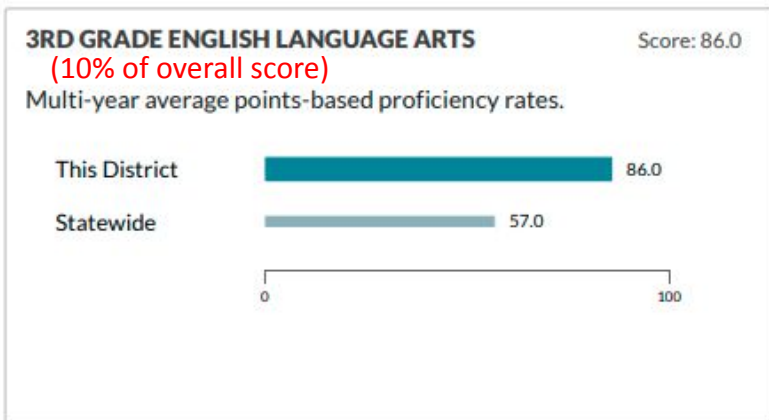 3RD GRADE ENGLISH LANGUAGE ARTS Score: 86.0
(10% of overall score)
Multi-year average points-based proficiency rates.
This District 86.0
Statewide 57.0
0 100